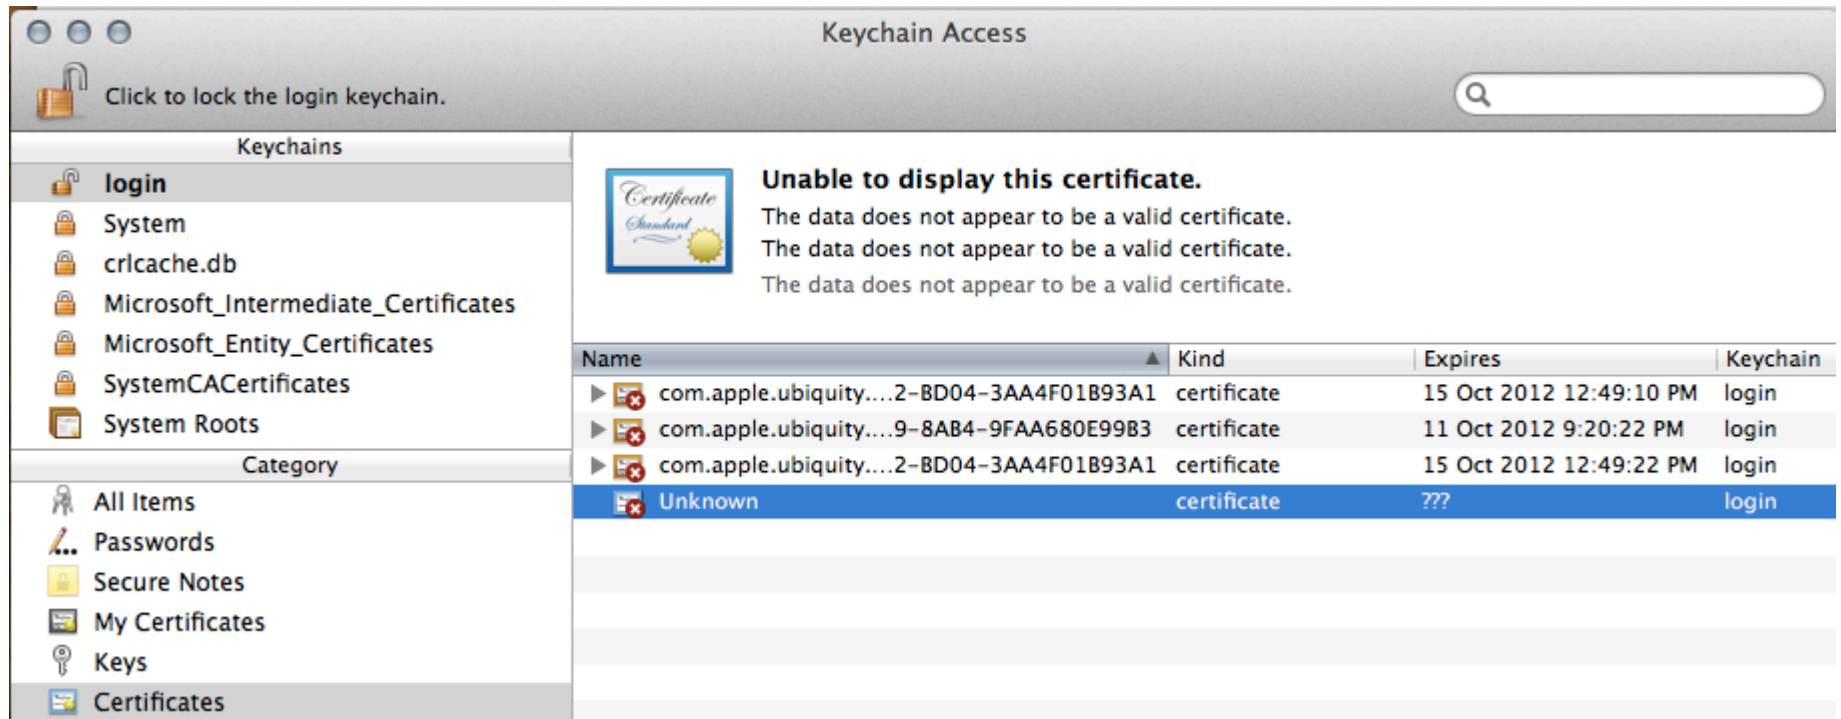 Keychain Access
Click to lock the login keychain.
Keychains
login
System
crlcache.db
Microsoft_Intermediate_Certificates
Microsoft_Entity_Certificates
SystemCACertificates
System Roots
Category
All Items
Passwords
Secure Notes
My Certificates
Keys
Certificates
Certificate
Standard
Unable to display this certificate.
The data does not appear to be a valid certificate.
The data does not appear to be a valid certificate.
The data does not appear to be a valid certificate.
Name Kind Expires Keychain
com.apple.ubiquity....2-BD04-3AA4F01B93A1 certificate 15 Oct 2012 12:49:10 PM login
com.apple.ubiquity....9-8AB4-9FAA680E99B3 certificate 11 Oct 2012 9:20:22 PM login
com.apple.ubiquity....2-BD04-3AA4F01B93A1 certificate 15 Oct 2012 12:49:22 PM login
Unknown certificate ??? login